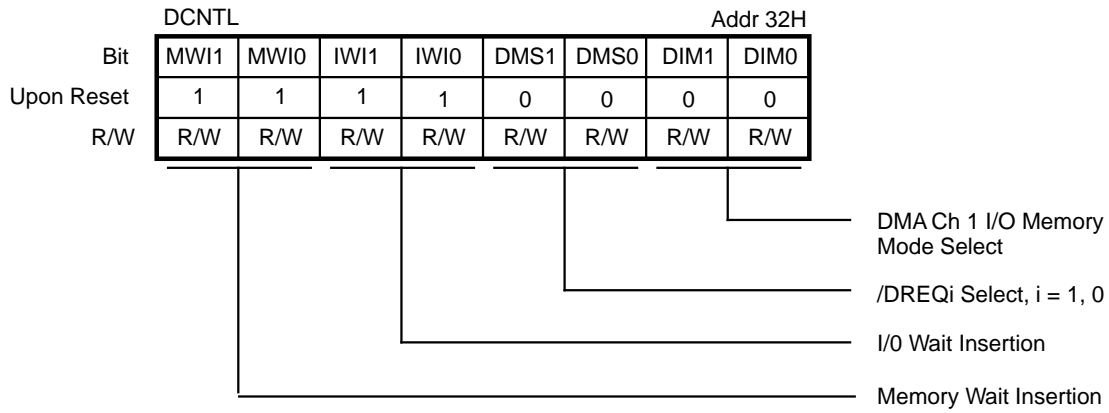 DCNTL Addr 32H
Bit MWI1 MWI0 IWI1 IWI0 DMS1 DMS0 DIM1 DIM0
Upon Reset 1 1 1 1 0 0 0 0
R/W R/W R/W R/W R/W R/W R/W R/W R/W
DMA Ch 1 I/O Memory
Mode Select
/DREQi Select, i = 1, 0
I/0 Wait Insertion
Memory Wait Insertion